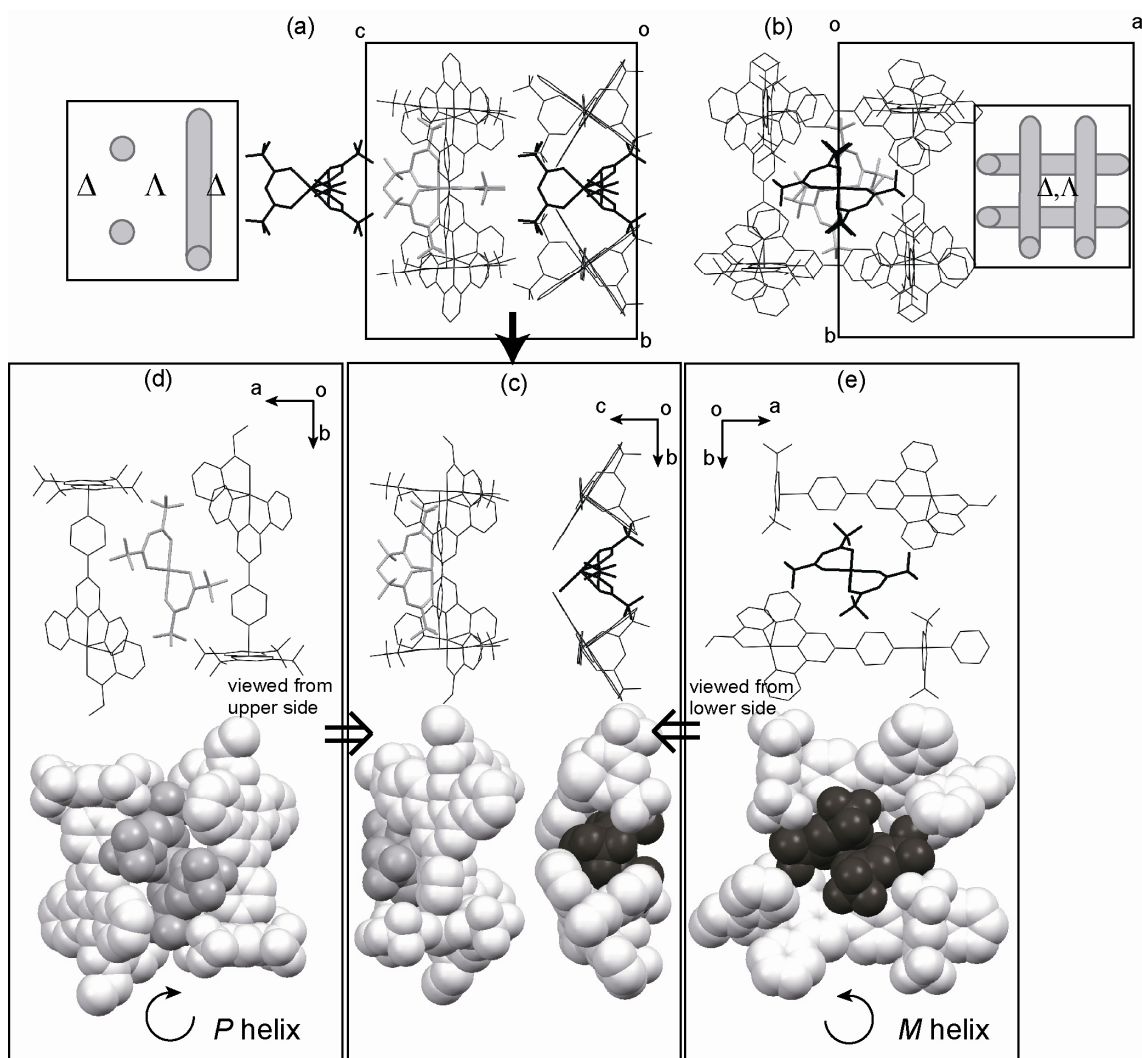 (a)
c
o
Δ
Λ
Δ
b
(b)
o
a
Δ,Λ
b
(d)
a
o
b
viewed from
upper side
P helix
(c)
c
o
b
(e)
o
a
b
viewed from
lower side
M helix